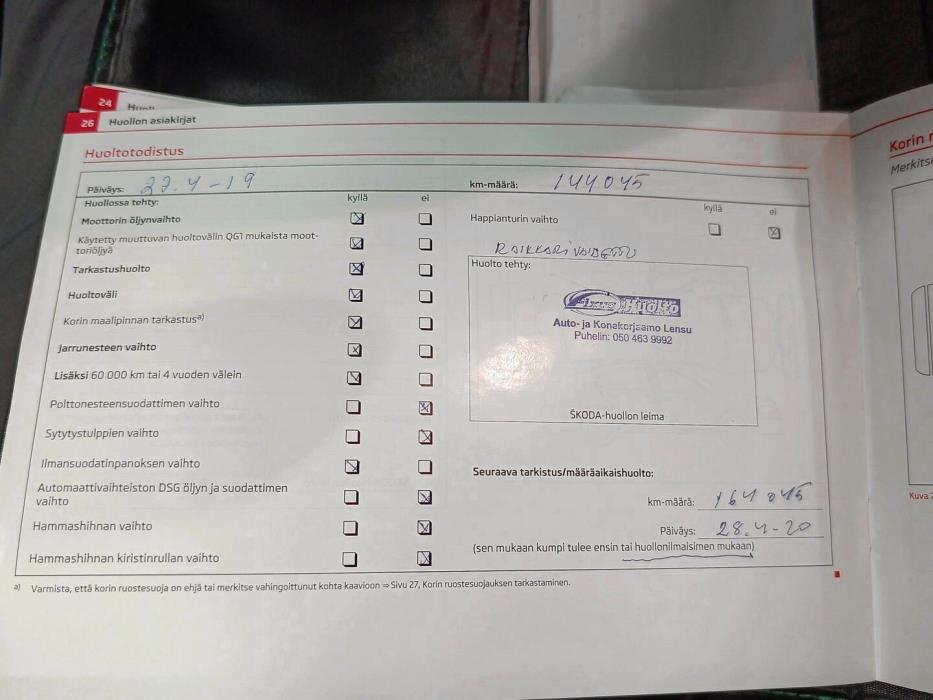 24 Huol
26 Huollon asiakirjat
Huoltotodistus
Päiväys: 22.4-19
km-määrä: 144045
Huollossa tehty: kyllä ei
Moottorin öljynvaihto
Käytetty muuttuvan huoltovälin QG1 mukaista moot-
toriöljyä
Tarkastushuolto
Huoltoväli
Korin maalipinnan tarkastus a)
Jarrunesteen vaihto
Lisäksi 60 000 km tai 4 vuoden välein
Polttonesteensuodattimen vaihto
Sytytystulppien vaihto
Ilmansuodatinpanoksen vaihto
Automaattivaihteiston DSG öljyn ja suodattimen
vaihto
Hammashihnan vaihto
Hammashihnan kiristinrullan vaihto
kyllä ei
Happianturin vaihto
Huolto tehty:
Huolto
Auto- ja Konekorjaamo Lensu
Puhelin: 050 463 9992
ŠKODA-huollon leima
Seuraava tarkistus/määräaikaishuolto:
km-määrä: 164 045
Päiväys: 28.4-20
(sen mukaan kumpi tulee ensin tai huollonilmaisimen mukaan)
a) Varmista, että korin ruostesuoja on ehjä tai merkitse vahingoittunut kohta kaavioon ⇒ Sivu 27, Korin ruostesuojauksen tarkastaminen.
Korin
Merkits
Kuva